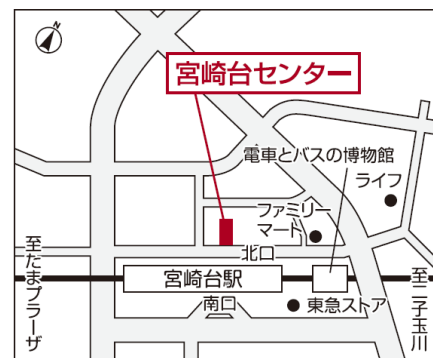 N
宮崎台センター
電車とバスの博物館
ライフ
ファミリー
マート
北口
至たまプラーザ
宮崎台駅
至二子玉川
南口
東急ストア